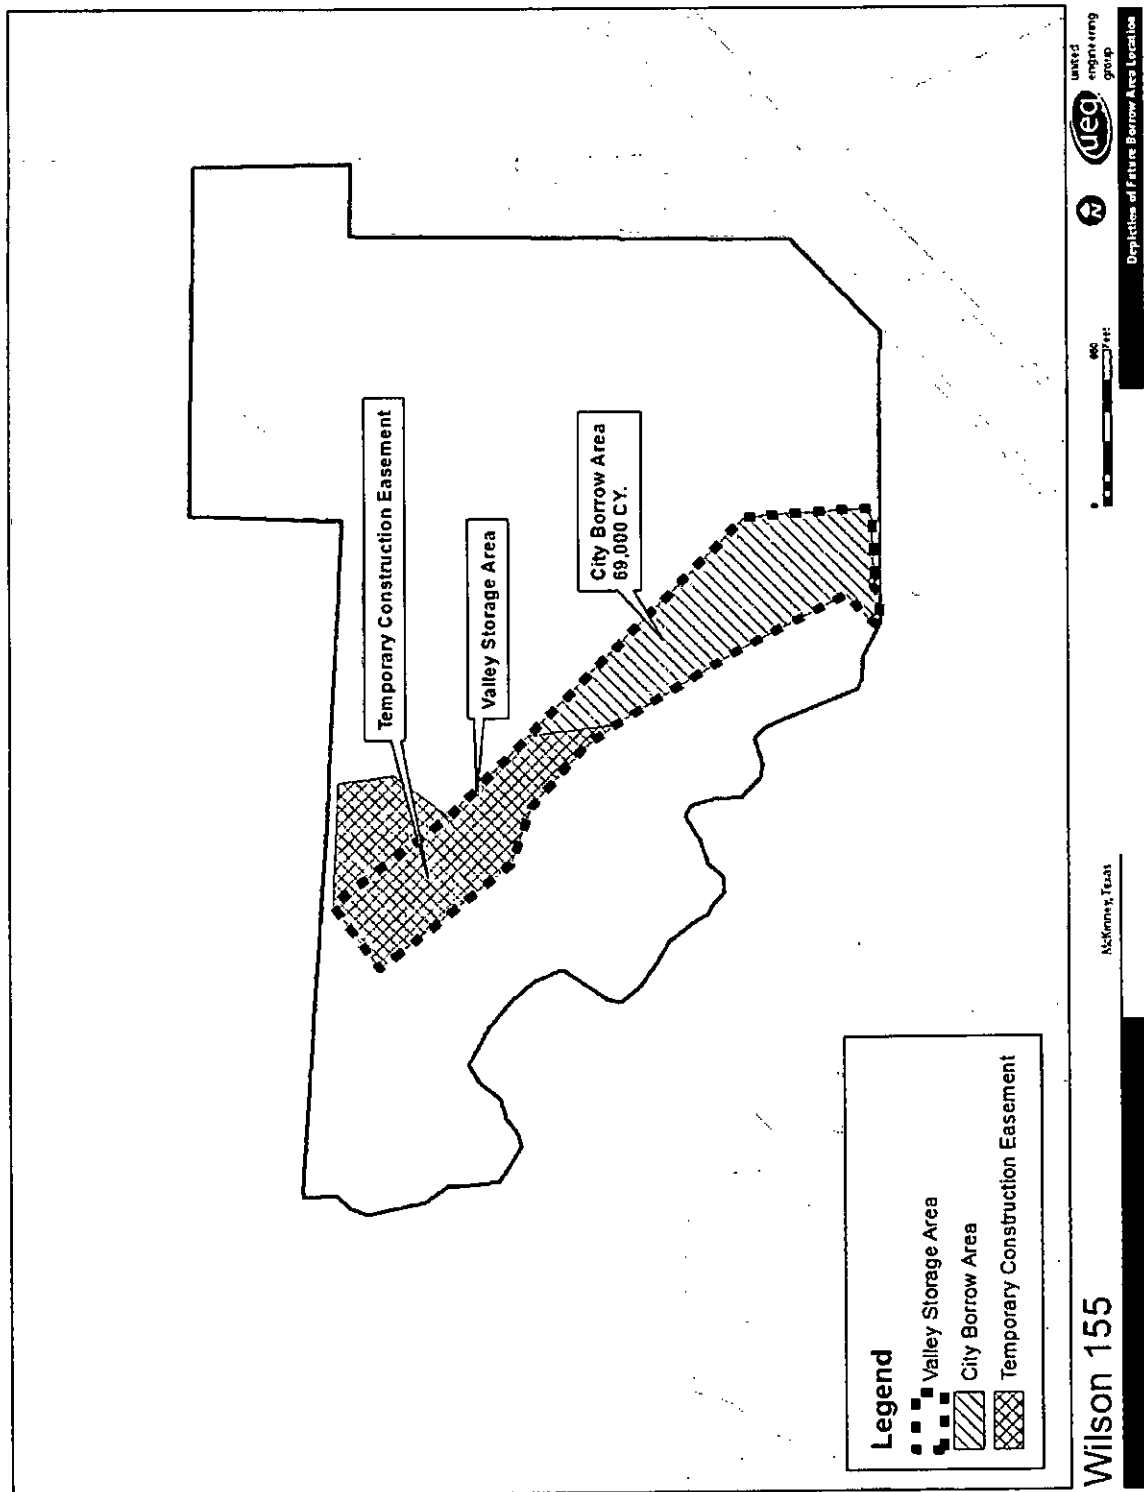 Temporary Construction Easement
Valley Storage Area
City Borrow Area
69,000 CY.
Legend
Valley Storage Area
City Borrow Area
Temporary Construction Easement
Wilson 155
McKinney, Texas
0
660
Feet
N
ueg
united
engineering
group
Depiction of Future Borrow Area Location